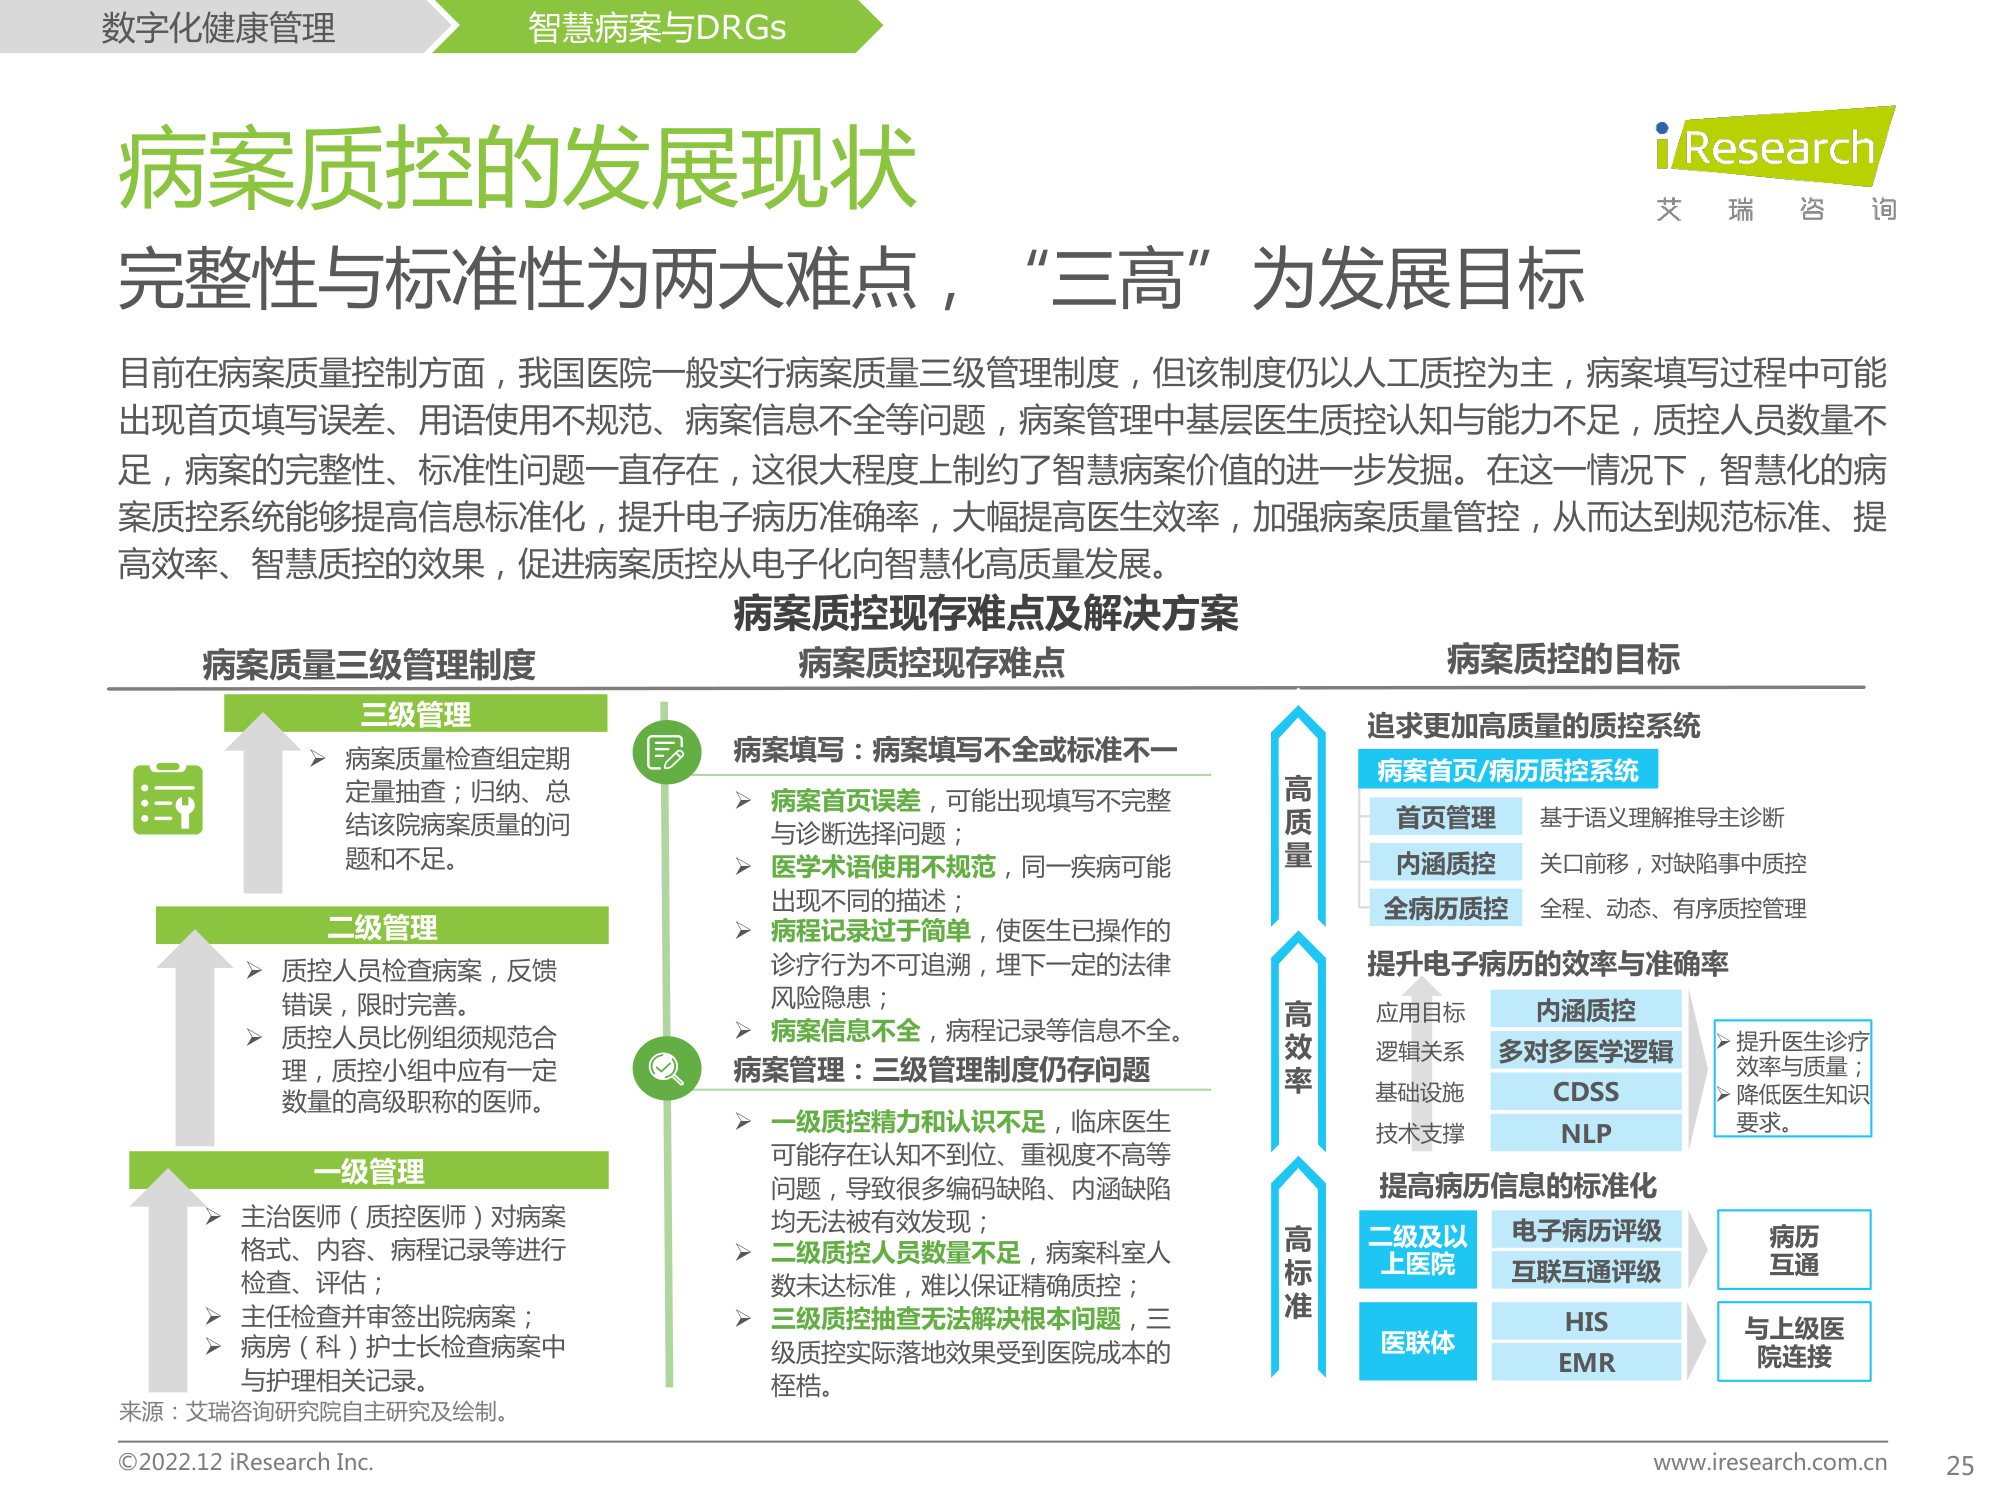 数字化健康管理
智慧病案与DRGs
病案质控的发展现状
iResearch
艾瑞咨询
完整性与标准性为两大难点，“三高”为发展目标
目前在病案质量控制方面，我国医院一般实行病案质量三级管理制度，但该制度仍以人工质控为主，病案填写过程中可能
出现首页填写误差、用语使用不规范、病案信息不全等问题，病案管理中基层医生质控认知与能力不足，质控人员数量不
足，病案的完整性、标准性问题一直存在，这很大程度上制约了智慧病案价值的进一步发掘。在这一情况下，智慧化的病
案质控系统能够提高信息标准化，提升电子病历准确率，大幅提高医生效率，加强病案质量管控，从而达到规范标准、提
高效率、智慧质控的效果，促进病案质控从电子化向智慧化高质量发展。
病案质控现存难点及解决方案
病案质量三级管理制度
三级管理
➢ 病案质量检查组定期
定量抽查；归纳、总
结该院病案质量的问
题和不足。
二级管理
➢ 质控人员检查病案，反馈
错误，限时完善。
➢ 质控人员比例组须规范合
理，质控小组中应有一定
数量的高级职称的医师。
一级管理
➢ 主治医师（质控医师）对病案
格式、内容、病程记录等进行
检查、评估；
➢ 主任检查并审签出院病案；
➢ 病房（科）护士长检查病案中
与护理相关记录。
病案质控现存难点
病案填写：病案填写不全或标准不一
➢ 病案首页误差，可能出现填写不完整
与诊断选择问题；
➢ 医学术语使用不规范，同一疾病可能
出现不同的描述；
➢ 病程记录过于简单，使医生已操作的
诊疗行为不可追溯，埋下一定的法律
风险隐患；
➢ 病案信息不全，病程记录等信息不全。
病案管理：三级管理制度仍存问题
➢ 一级质控精力和认识不足，临床医生
可能存在认知不到位、重视度不高等
问题，导致很多编码缺陷、内涵缺陷
均无法被有效发现；
➢ 二级质控人员数量不足，病案科室人
数未达标准，难以保证精确质控；
➢ 三级质控抽查无法解决根本问题，三
级质控实际落地效果受到医院成本的
桎梏。
病案质控的目标
高质量
追求更加高质量的质控系统
病案首页/病历质控系统
首页管理 基于语义理解推导主诊断
内涵质控 关口前移，对缺陷事中质控
全病历质控 全程、动态、有序质控管理
高效率
提升电子病历的效率与准确率
应用目标 内涵质控
逻辑关系 多对多医学逻辑
基础设施 CDSS
技术支撑 NLP
➢ 提升医生诊疗
效率与质量；
➢ 降低医生知识
要求。
高标准
提高病历信息的标准化
二级及以
上医院
电子病历评级
互联互通评级
病历
互通
医联体
HIS
EMR
与上级医
院连接
来源：艾瑞咨询研究院自主研究及绘制。
©2022.12 iResearch Inc.
www.iresearch.com.cn
25